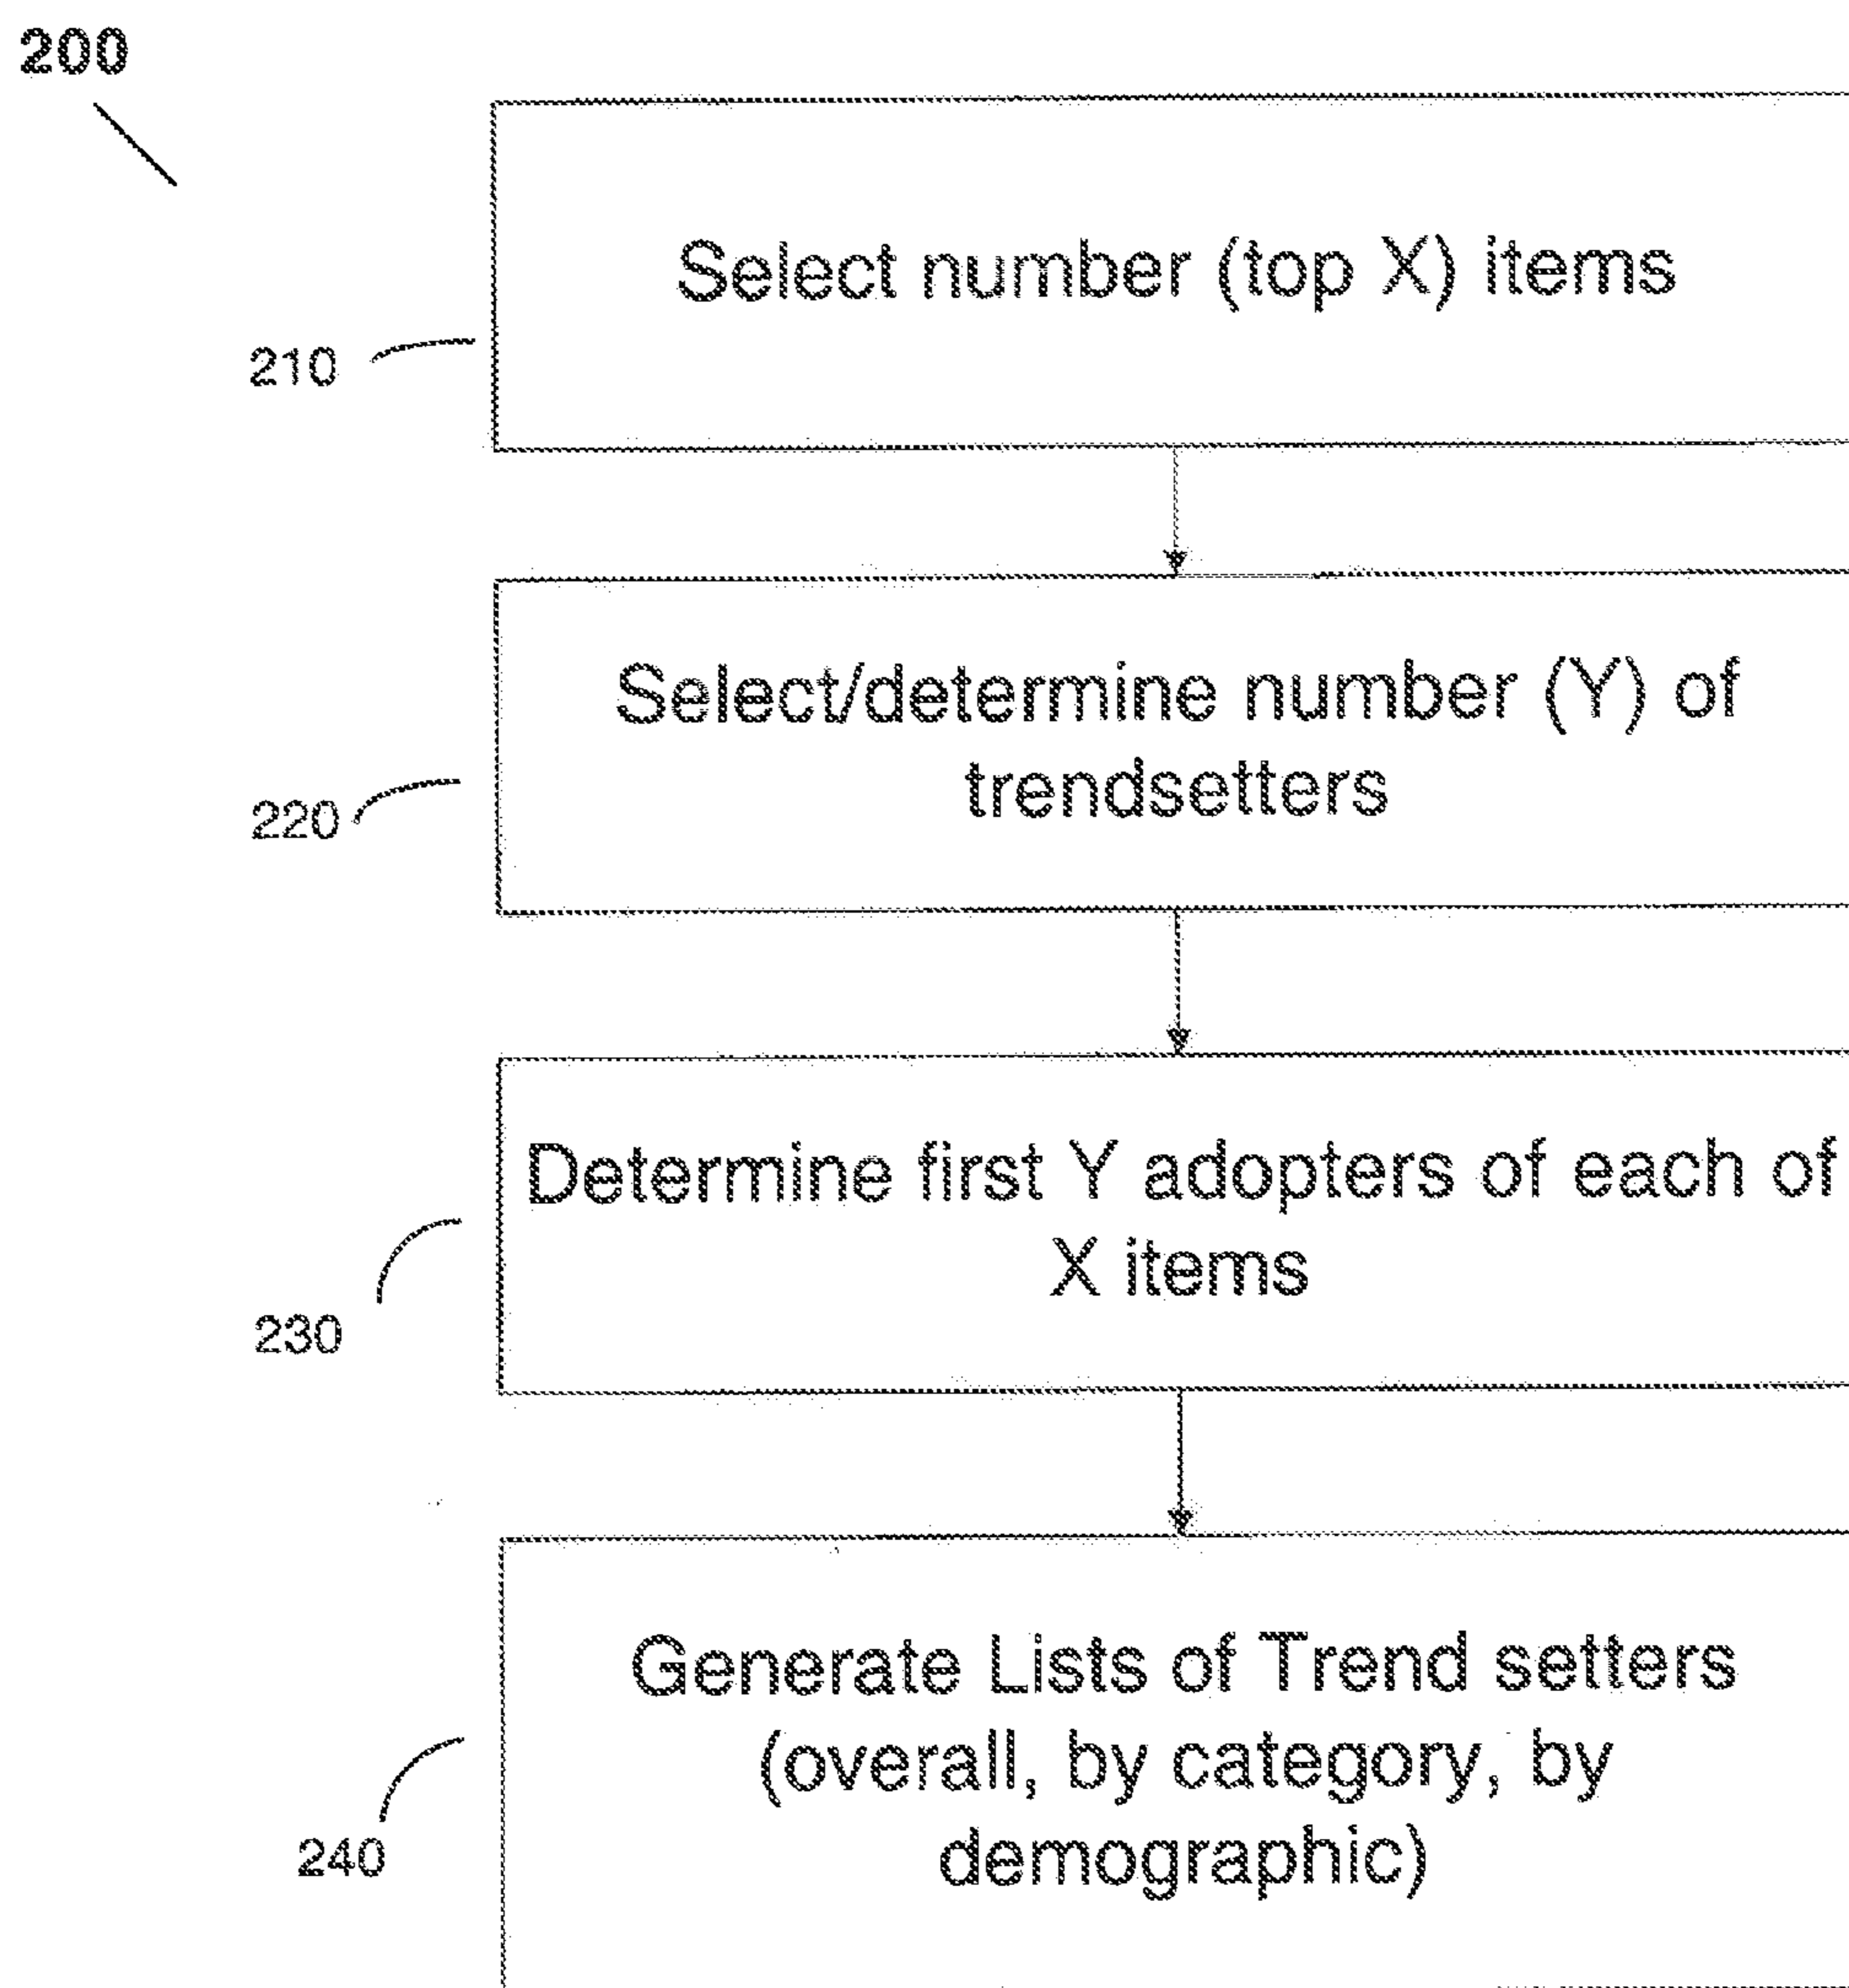 200
Select number (top X) items
210
Select/determine number (Y) of
trendsetters
220
Determine first Y adopters of each of
X items
230
Generate Lists of Trend setters
(overall, by category, by
demographic)
240